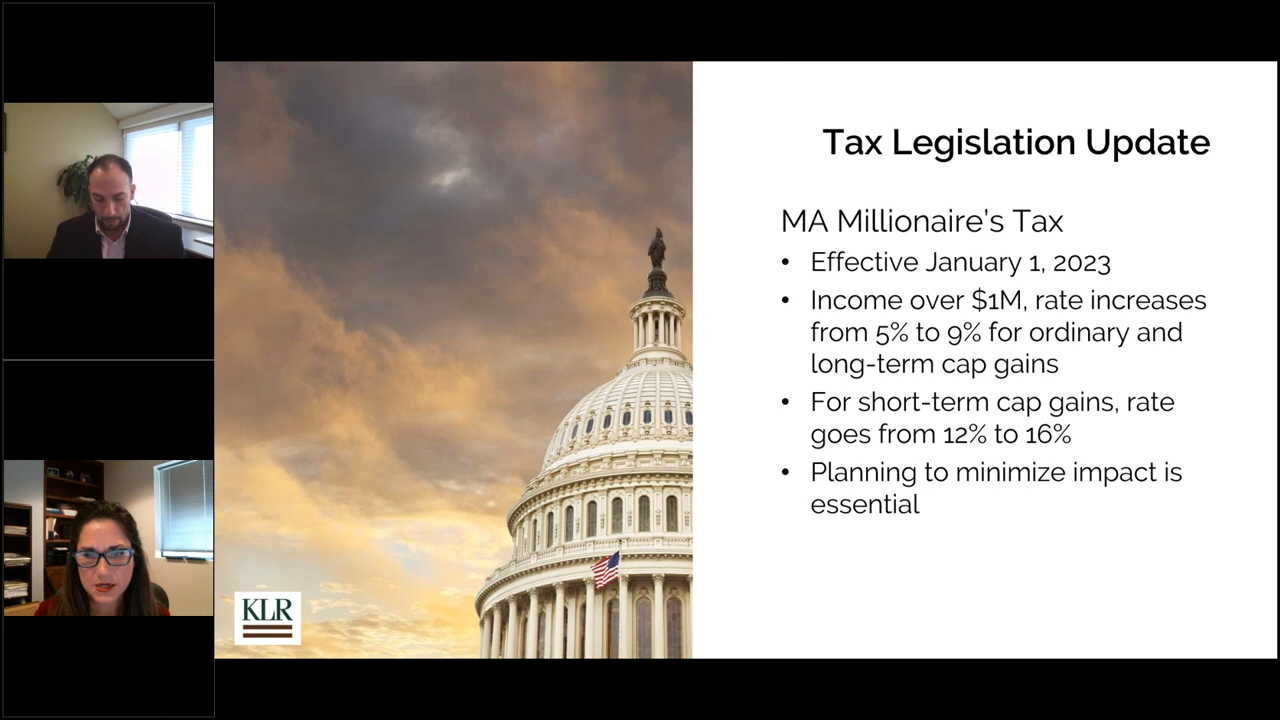 Tax Legislation Update
MA Millionaire’s Tax
• Effective January 1, 2023
• Income over $1M, rate increases
from 5% to 9% for ordinary and
long-term cap gains
• For short-term cap gains, rate
goes from 12% to 16%
• Planning to minimize impact is
essential
KLR